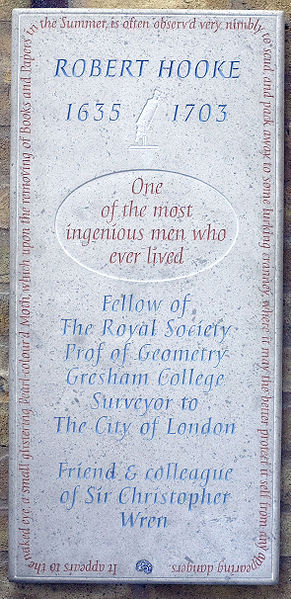 ROBERT HOOKE
1635 1703
One
of the most
ingenious men who
ever lived
Fellow of
The Royal Society
Prof of Geometry
Gresham College
Surveyor to
The City of London
Friend & colleague
of Sir Christopher
Wren
It appears to the
naked eye a small glistering Pearl-colour'd Moth, which upon the removing of Books and Papers in
the Summer, is often observ'd very nimbly
to scud, and pack away to some lurking cranney where it may the better protect it self from any
appearing dangers